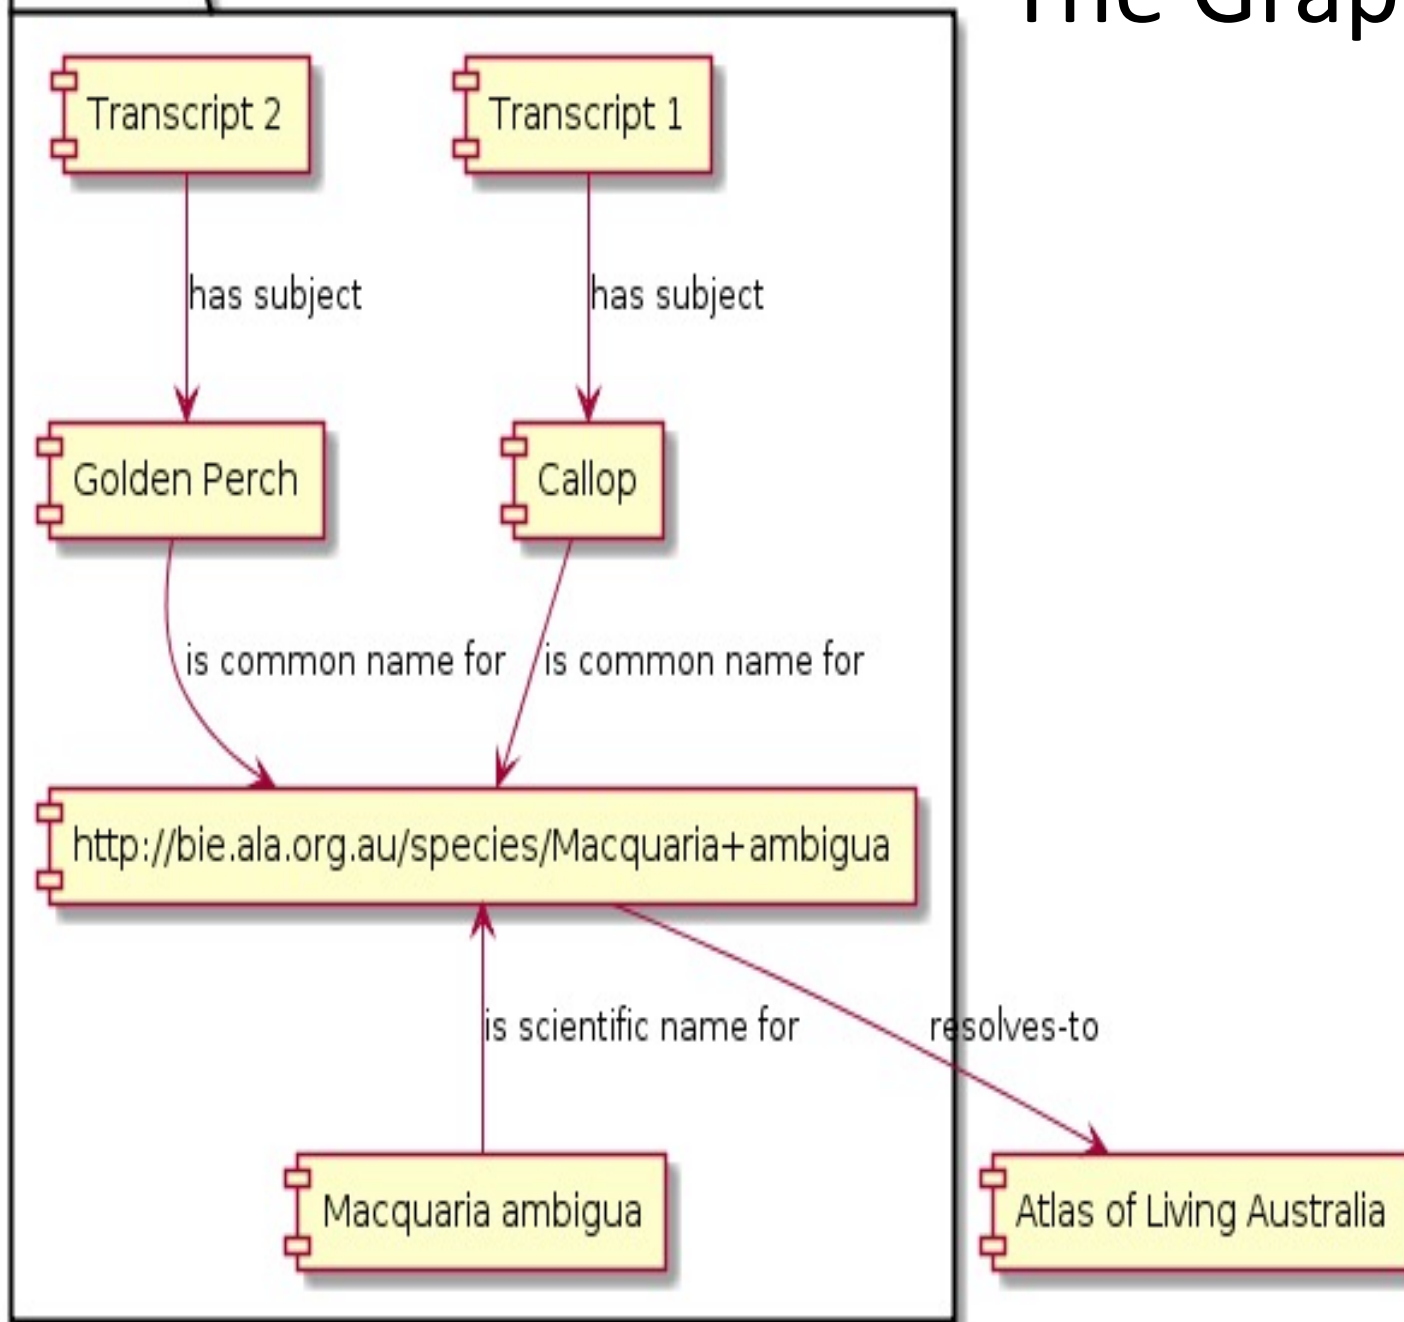 The Grap
Transcript 2
Transcript 1
has subject
has subject
Golden Perch
Callop
is common name for
is common name for
http://bie.ala.org.au/species/Macquaria+ambigua
is scientific name for
resolves-to
Macquaria ambigua
Atlas of Living Australia